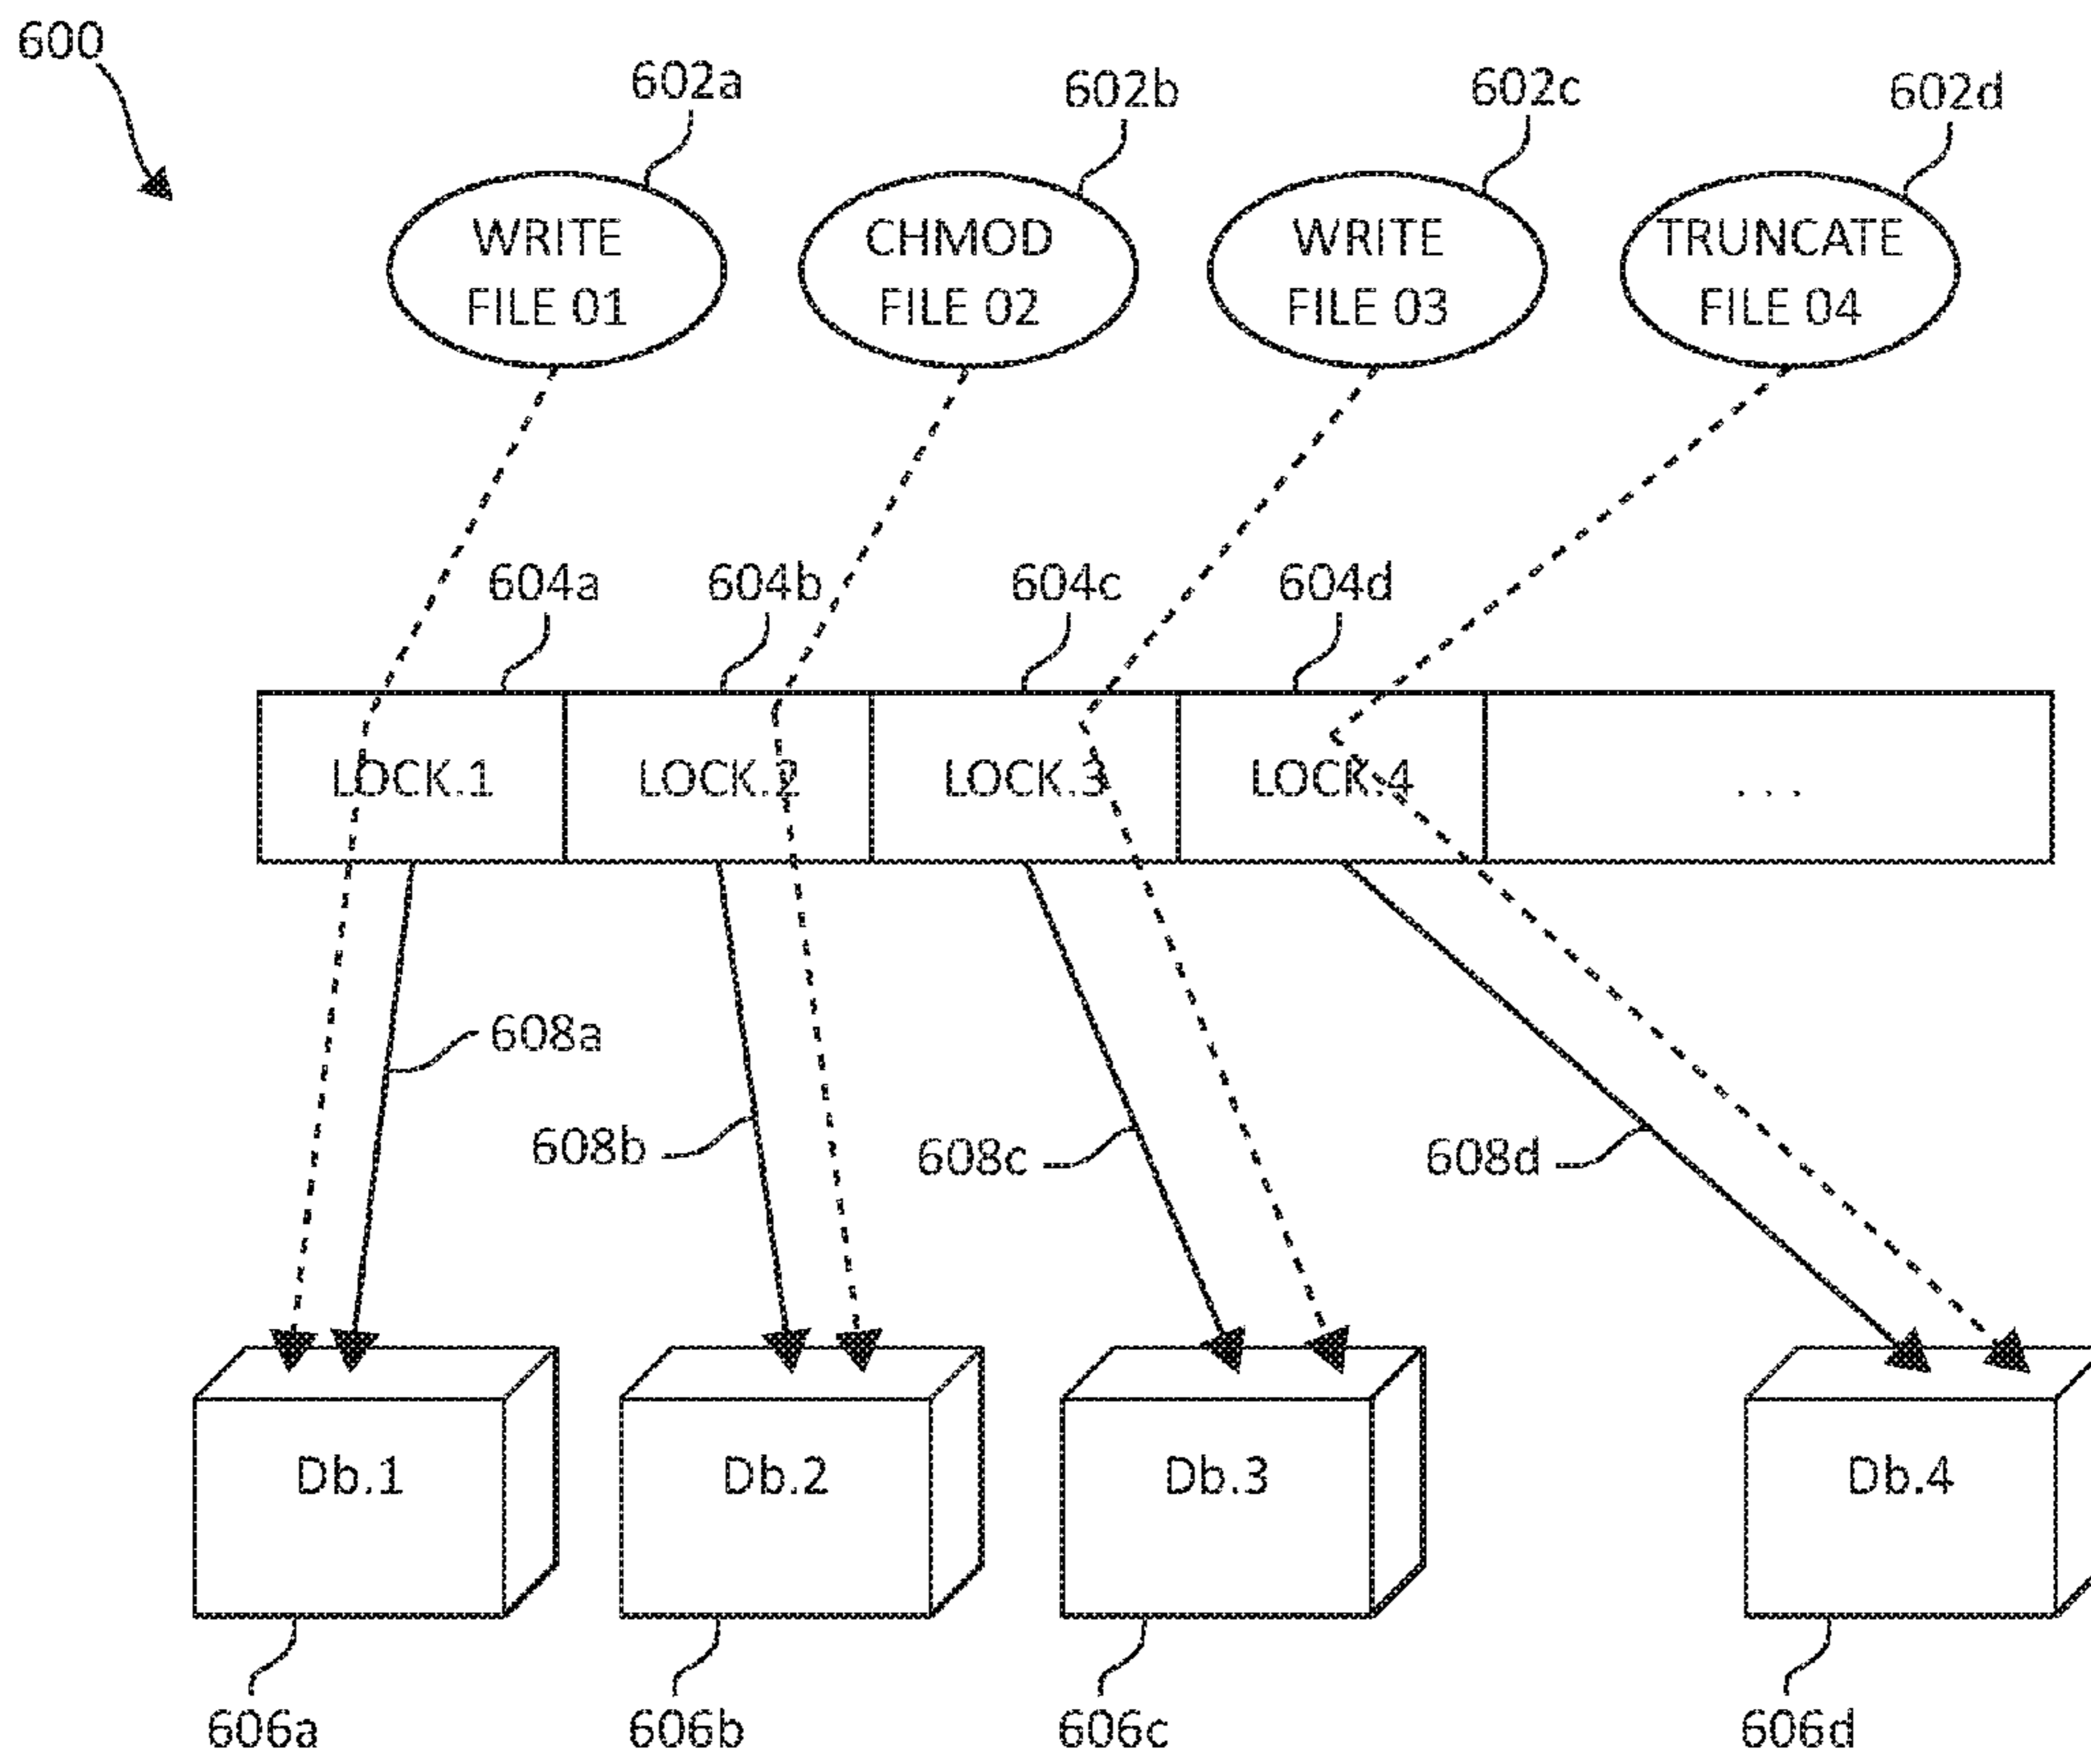 600
602a
602b
602c
602d
WRITE
FILE 01
CHMOD
FILE 02
WRITE
FILE 03
TRUNCATE
FILE 04
604a
604b
604c
604d
LOCK.1
LOCK.2
LOCK.3
LOCK.4
. . .
608a
608b
608c
608d
Db.1
Db.2
Db.3
Db.4
606a
606b
606c
606d